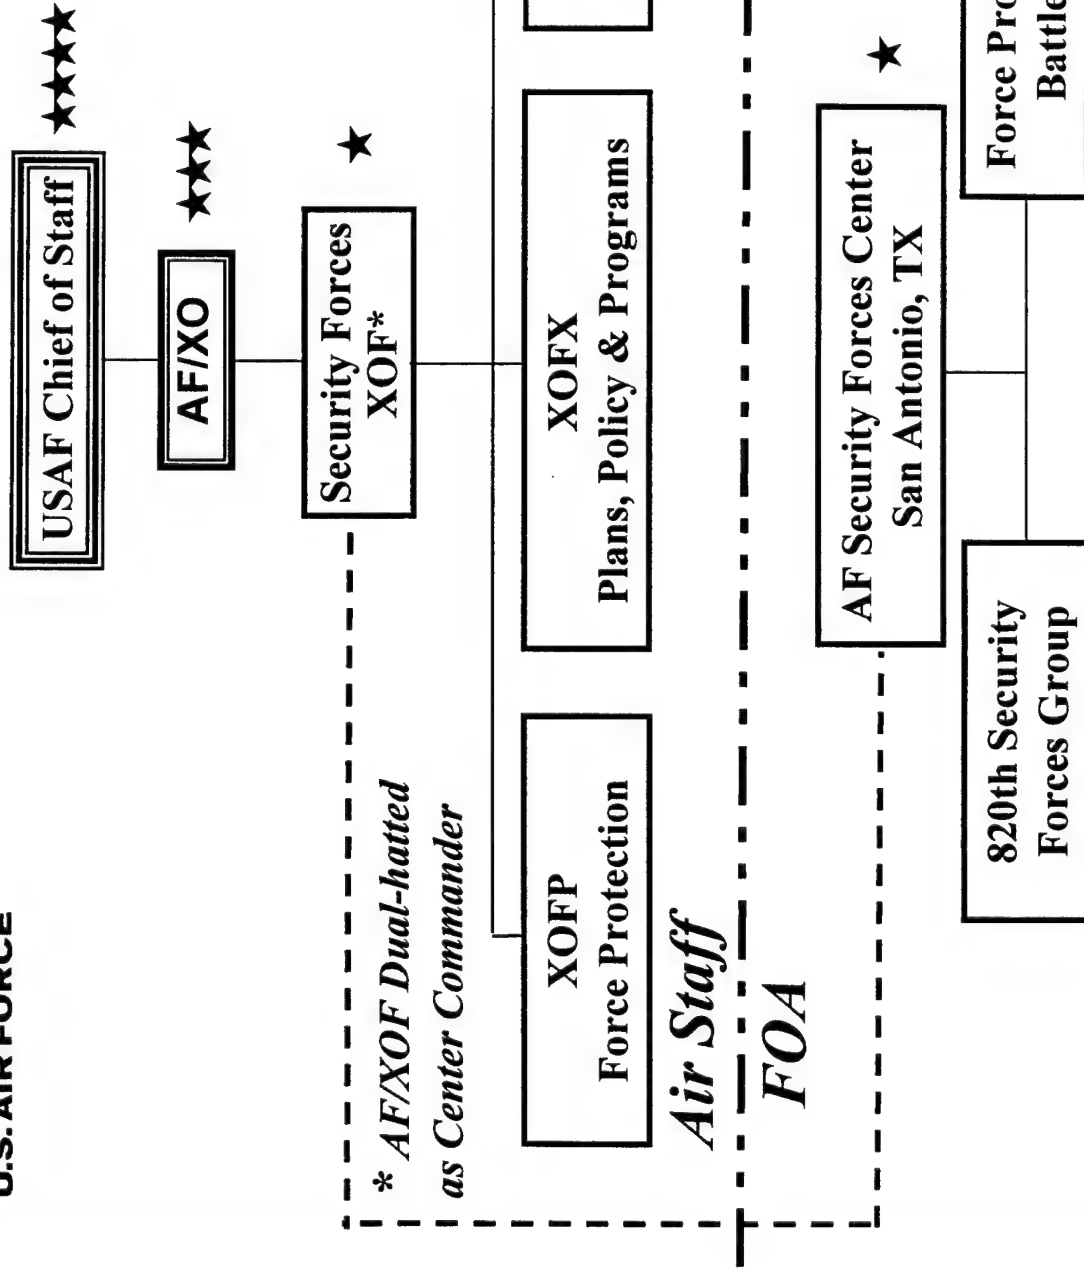 U.S. AIR FORCE
USAF Chief of Staff
AF/XO
Security Forces
XOF*
* AF/XOF Dual-hatted
as Center Commander
XOFP
Force Protection
XOFX
Plans, Policy & Programs
Air Staff
FOA
AF Security Forces Center
San Antonio, TX
820th Security
Forces Group
Force
Battle